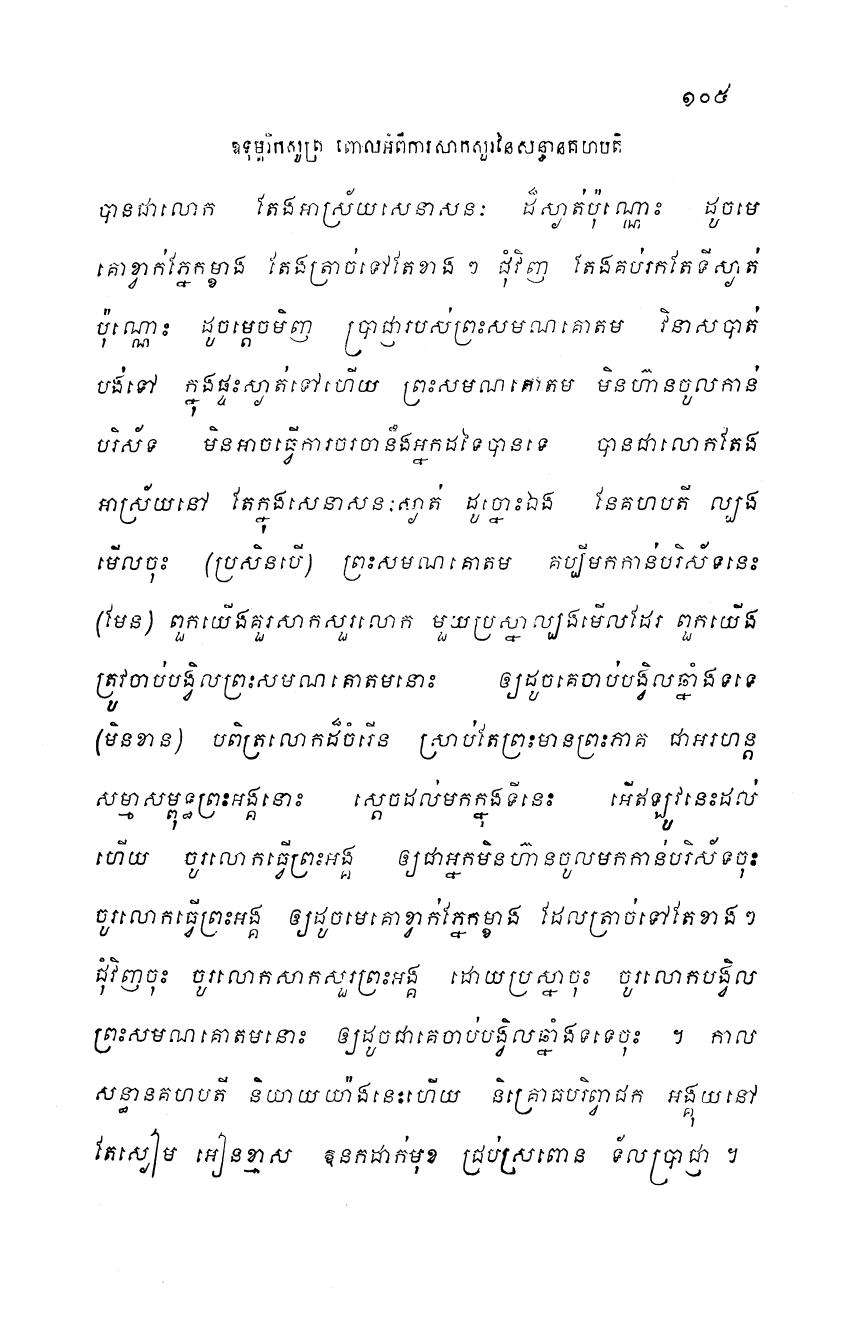 ១០៥
ឧទុម្ពរិកសូត្រ ពោលអំពីការសាកសួរនៃសន្ធានគហបតិ
បានជាលោក តែងអាស្រ័យសេនាសនៈ ដ៏ស្ងាត់ប៉ុណ្ណោះ ដូចមេ
គោខ្វាក់ភ្នែកម្ខាង តែងត្រាច់ទៅតែខាង ៗ ជុំវិញ តែងគប់រកតែទីស្ងាត់
ប៉ុណ្ណោះ ដូចម្តេចមិញ ប្រាជ្ញារបស់ព្រះសមណគោតម វិនាសបាត់
បង់ទៅ ក្នុងផ្ទះស្ងាត់ទៅហើយ ព្រះសមណគោតម មិនហ៊ានចូលកាន់
បរិស័ទ មិនអាចធ្វើការចរចានឹងអ្នកដទៃបានទេ បានជាលោកតែង
អាស្រ័យនៅ តែក្នុងសេនាសនៈស្ងាត់ ដូច្នោះឯង នែគហបតី ល្បង
មើលចុះ (ប្រសិនបើ) ព្រះសមណគោតម គប្បីមកកាន់បរិស័ទនេះ
(មែន) ពួកយើងគួរសាកសួរលោក មួយប្រស្នាល្បងមើលដែរ ពួកយើង
ត្រូវចាប់បង្វិលព្រះសមណគោតមនោះ ឲ្យដូចគេចាប់បង្វិលឆ្នាំងទទេ
(មិនខាន) បពិត្រលោកដ៏ចំរើន ស្រាប់តែព្រះមានព្រះភាគ ជាអរហន្ត
សម្មាសម្ពុទ្ធព្រះអង្គនោះ ស្តេចដល់មកក្នុងទីនេះ អើឥឡូវនេះដល់
ហើយ ចូរលោកធ្វើព្រះអង្គ ឲ្យជាអ្នកមិនហ៊ានចូលមកកាន់បរិស័ទចុះ
ចូរលោកធ្វើព្រះអង្គ ឲ្យដូចមេគោខ្វាក់ភ្នែកម្ខាង ដែលត្រាច់ទៅតែខាង ៗ
ជុំវិញចុះ ចូរលោកសាកសួរព្រះអង្គ ដោយប្រស្នាចុះ ចូរលោកបង្វិល
ព្រះសមណគោតមនោះ ឲ្យដូចជាគេចាប់បង្វិលឆ្នាំងទទេចុះ ។ កាល
សន្ធានគហបតី និយាយយ៉ាងនេះហើយ និគ្រោធបរិព្វាជក អង្គុយនៅ
តែស្ងៀម អៀនខ្មាស ឱនកដាក់មុខ ជ្រប់ស្រពោន ទ័លប្រាជ្ញា ។